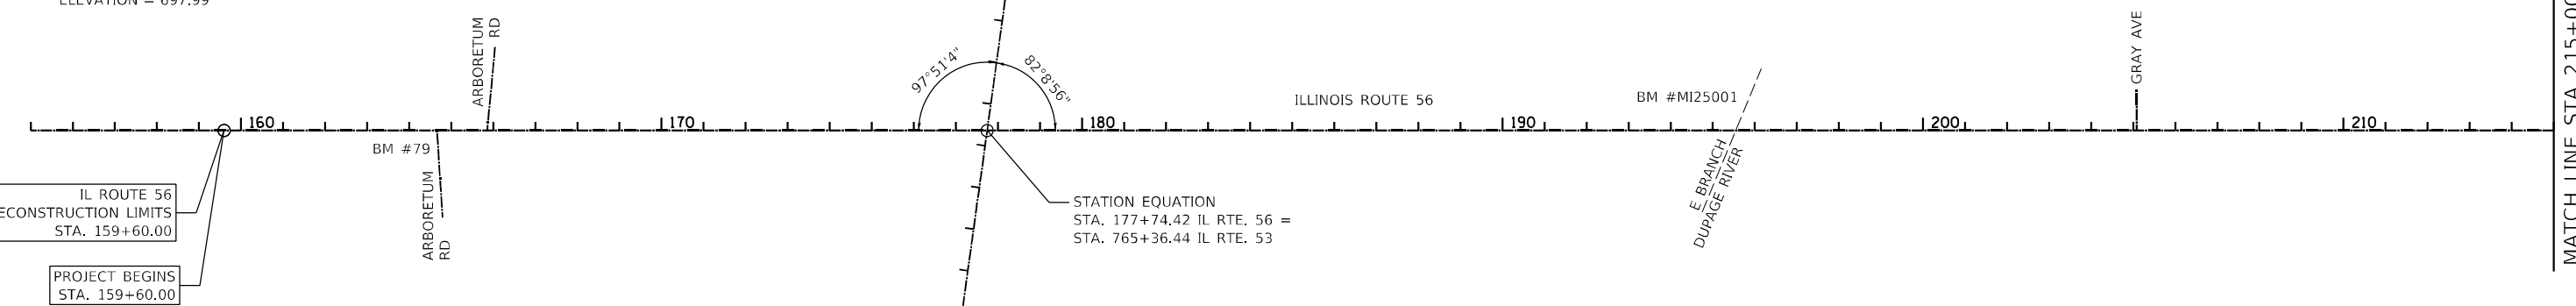 ELEVATION = 697.99
ARBORETUM
RD
97°51'4"
82°8'56"
ILLINOIS ROUTE 56
BM #MI25001
GRAY AVE
160
170
180
190
200
210
BM #79
ARBORETUM
RD
E BRANCH
DUPAGE RIVER
IL ROUTE 56
ECONSTRUCTION LIMITS
STA. 159+60.00
PROJECT BEGINS
STA. 159+60.00
STATION EQUATION
STA. 177+74.42 IL RTE. 56 =
STA. 765+36.44 IL RTE. 53
MATCH LINE STA 215+00